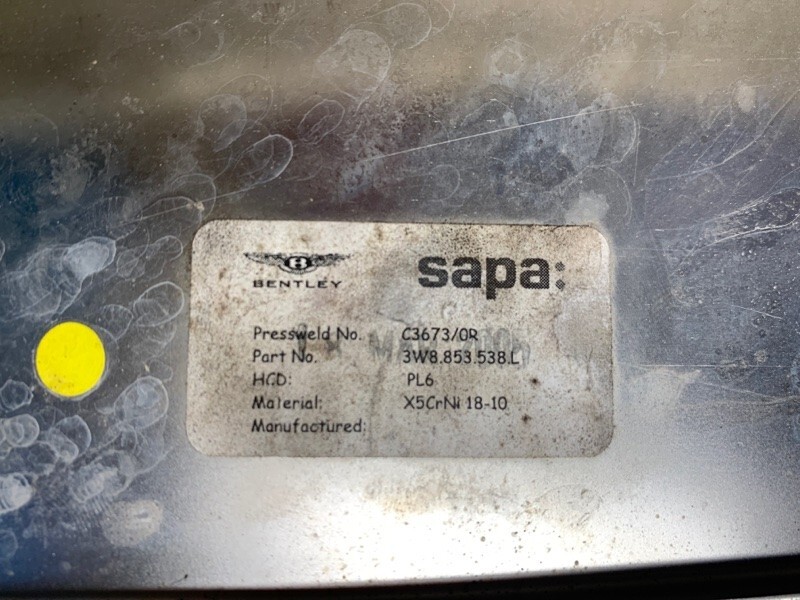 B
BENTLEY
sapa:
Pressweld No. C3673/0R
Part No. 3W8.853.538.L
HCD: PL6
Material: X5CrNi 18-10
Manufactured: